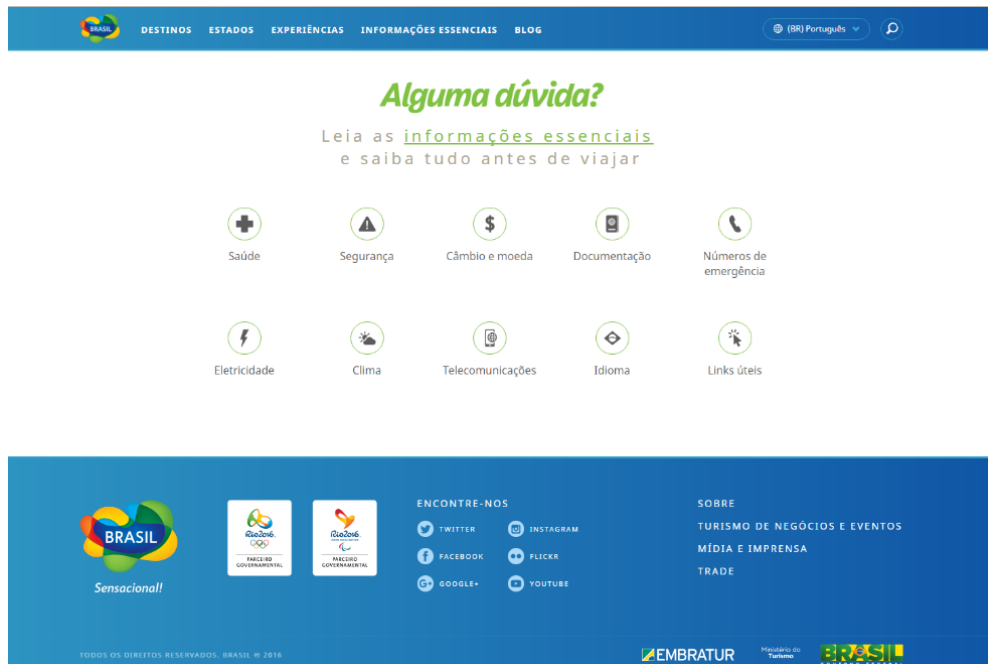 BRASIL
DESTINOS ESTADOS EXPERIÊNCIAS INFORMAÇÕES ESSENCIAIS BLOG
(BR) Português
Alguma dúvida?
Leia as informações essenciais
e saiba tudo antes de viajar
Saúde
Segurança
Câmbio e moeda
Documentação
Números de
emergência
Eletricidade
Clima
Telecomunicações
Idioma
Links úteis
BRASIL
Sensacional!
Rio2016.
PARCEIRO
GOVERNAMENTAL
Rio2016.
PARCEIRO
GOVERNAMENTAL
ENCONTRE-NOS
TWITTER
INSTAGRAM
FACEBOOK
FLICKR
G+ GOOGLE+
YOUTUBE
SOBRE
TURISMO DE NEGÓCIOS E EVENTOS
MÍDIA E IMPRENSA
TRADE
TODOS OS DIREITOS RESERVADOS. BRASIL © 2016
EMBRATUR
Ministério do
Turismo
BRASIL
GOVERNO FEDERAL